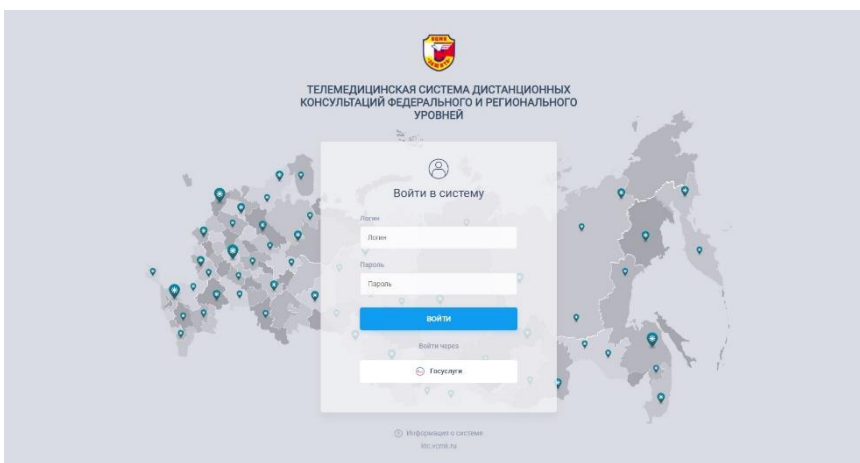 ТЕЛЕМЕДИЦИНСКАЯ СИСТЕМА ДИСТАНЦИОННЫХ
КОНСУЛЬТАЦИЙ ФЕДЕРАЛЬНОГО И РЕГИОНАЛЬНОГО
УРОВНЕЙ
Войти в систему
Логин
Логин
Пароль
Пароль
ВОЙТИ
Войти через
Госуслуги
Информация о системе